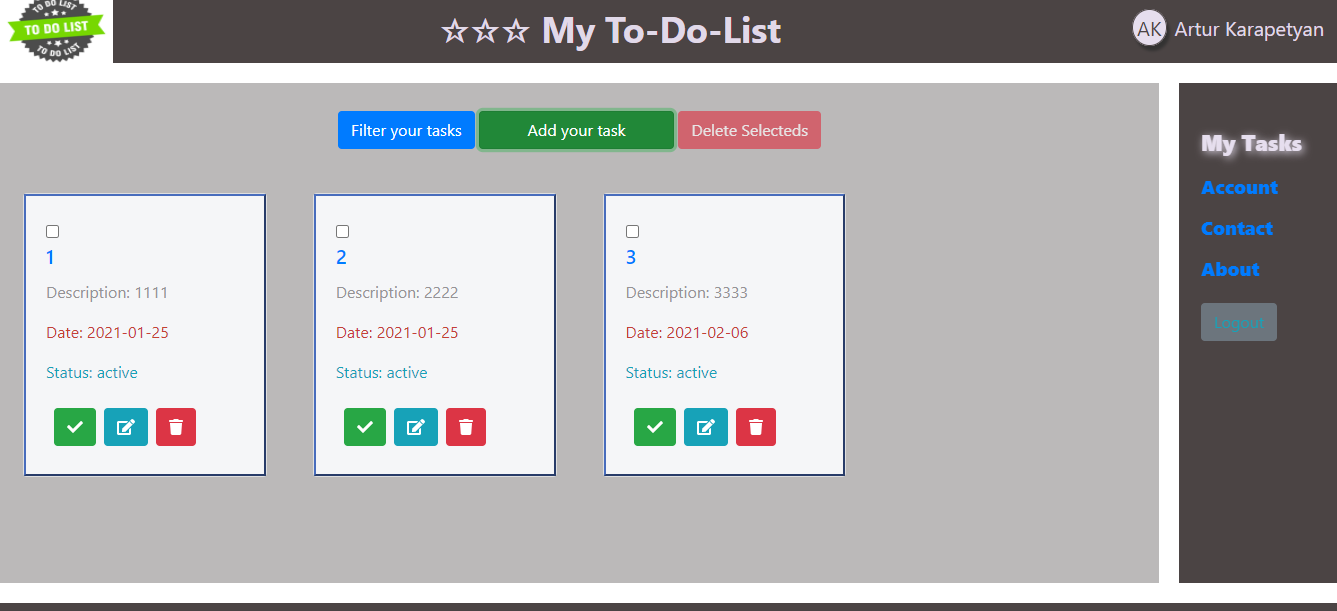 TO DO LIST
TO DO LIST
TO DO LIST
☆☆☆ My To-Do-List
AK Artur Karapetyan
Filter your tasks
Add your task
Delete Selecteds
1
Description: 1111
Date: 2021-01-25
Status: active
2
Description: 2222
Date: 2021-01-25
Status: active
3
Description: 3333
Date: 2021-02-06
Status: active
My Tasks
Account
Contact
About
Logout